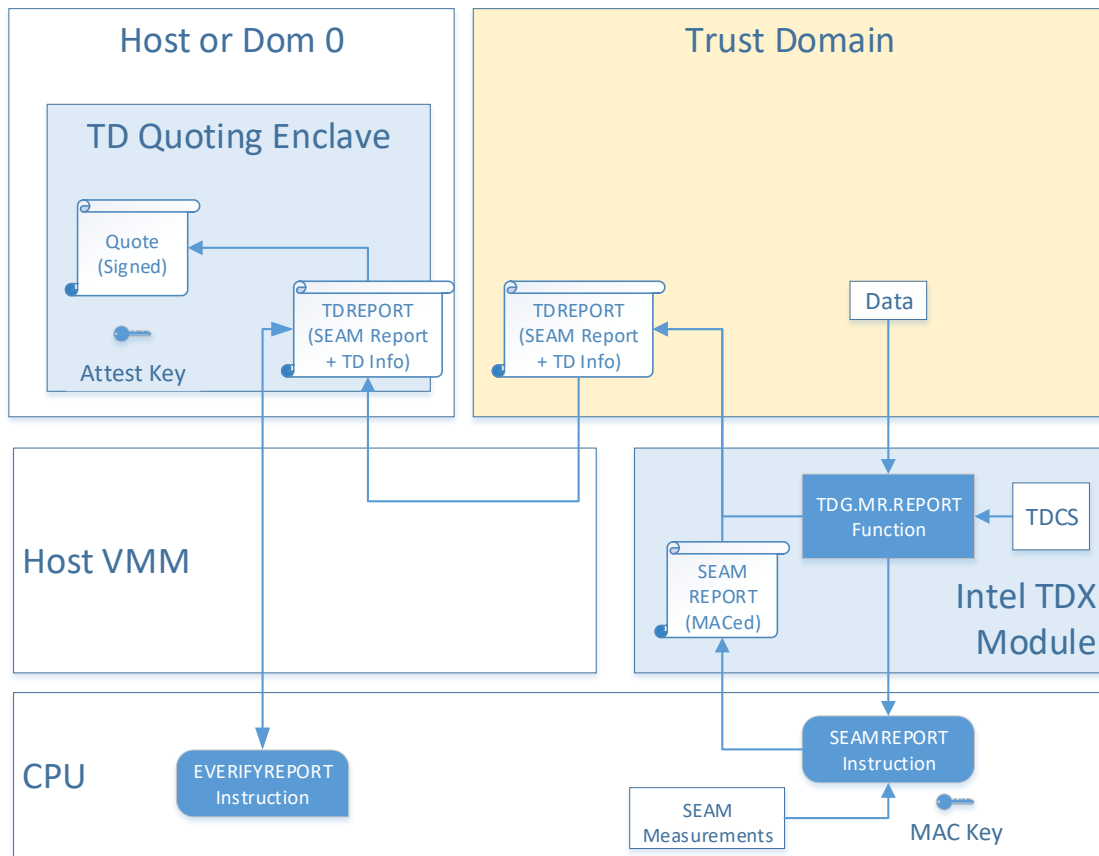 Host or Dom 0
Trust Domain
TD Quoting Enclave
Quote
(Signed)
Attest Key
TDREPORT
(SEAM Report
+ TD Info)
TDREPORT
(SEAM Report
+ TD Info)
Data
Host VMM
TDG.MR.REPORT
Function
TDCS
SEAM
REPORT
(MACed)
Intel TDX
Module
CPU
EVERIFYREPORT
Instruction
SEAMREPORT
Instruction
SEAM
Measurements
MAC Key